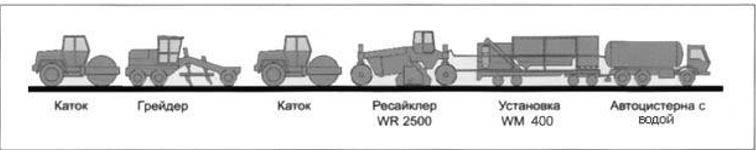 Каток Грейдер Каток Ресайклер Установка Автоцистерна с
WR 2500 WM 400 водой